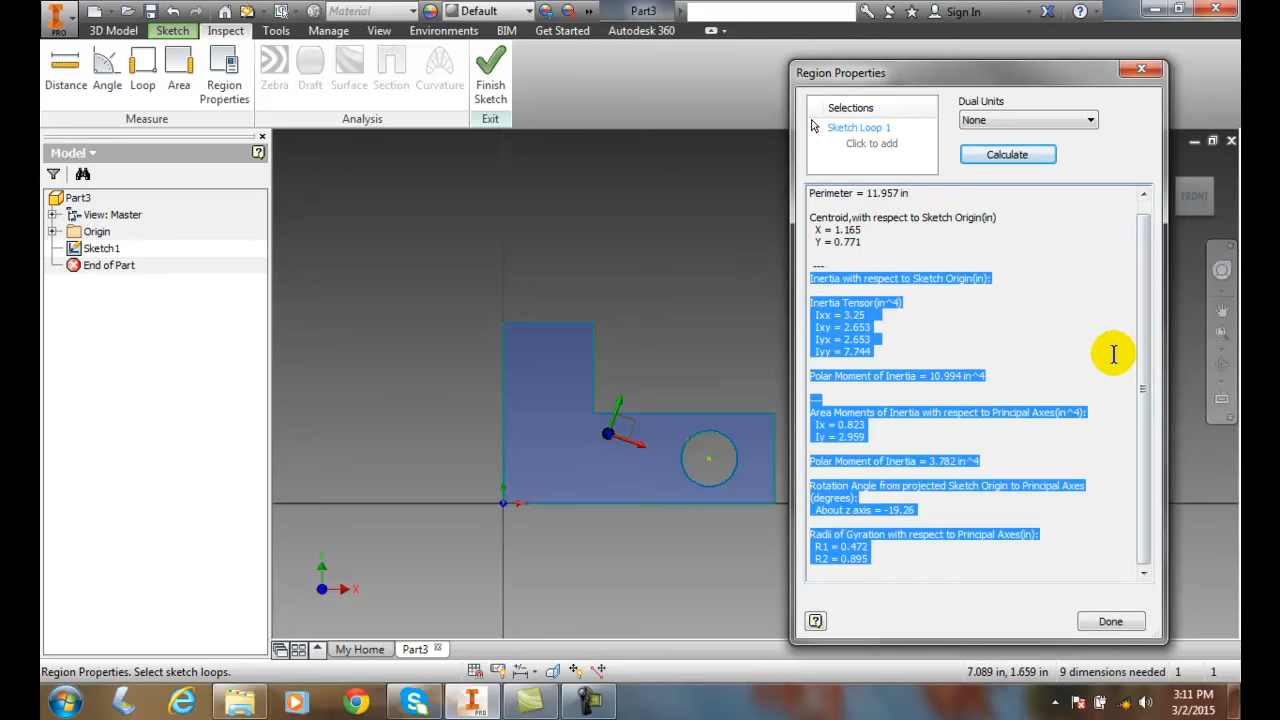 Material
Default
Part3
Sign In
PRO
3D Model
Sketch
Inspect
Tools
Manage
View
Environments
BIM
Get Started
Autodesk 360
Distance
Angle
Loop
Area
Region Properties
Zebra
Draft
Surface
Section
Curvature
Finish Sketch
Measure
Analysis
Exit
Model
Part3
View: Master
Origin
Sketch1
End of Part
Region Properties
Selections
Sketch Loop 1
Click to add
Dual Units
None
Calculate
Perimeter = 11.957 in
Centroid,with respect to Sketch Origin(in)
X = 1.165
Y = 0.771
---
Inertia with respect to Sketch Origin(in):
Inertia Tensor(in^4)
Ixx = 3.25
Ixy = 2.653
Iyx = 2.653
Iyy = 7.744
Polar Moment of Inertia = 10.994 in^4
---
Area Moments of Inertia with respect to Principal Axes(in^4):
Ix = 0.823
Iy = 2.959
Polar Moment of Inertia = 3.782 in^4
Rotation Angle from projected Sketch Origin to Principal Axes
(degrees):
About z axis = -19.26
Radii of Gyration with respect to Principal Axes(in):
R1 = 0.472
R2 = 0.895
Done
FRONT
X
My Home
Part3
Region Properties. Select sketch loops.
7.089 in, 1.659 in
9 dimensions needed
1
1
PRO
3:11 PM
3/2/2015